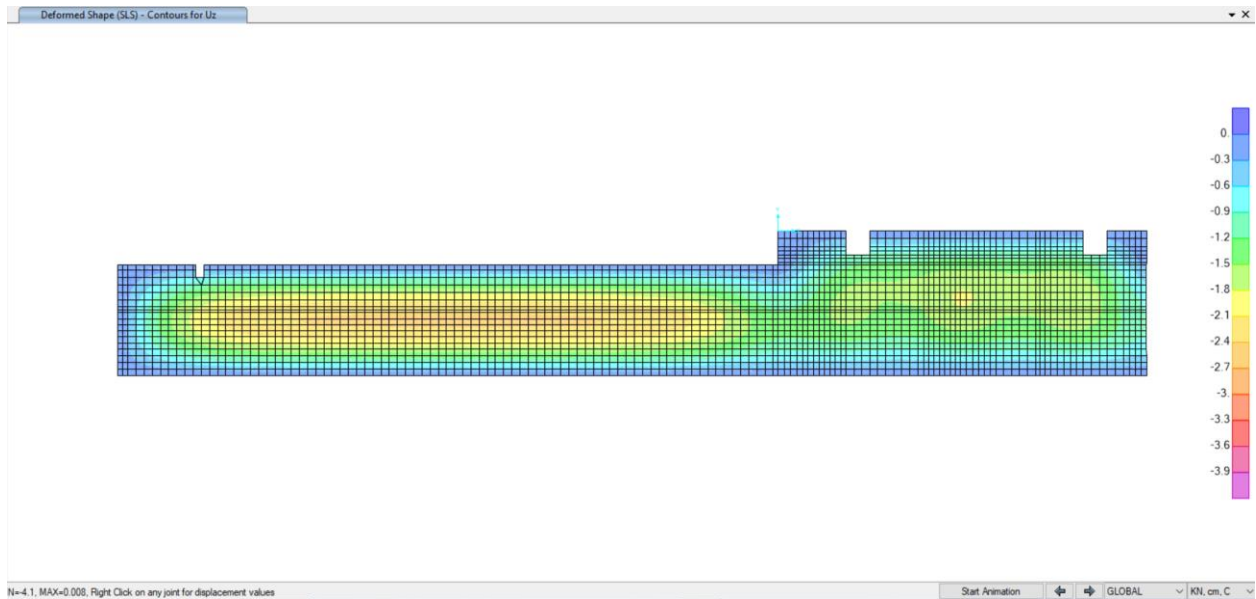 Deformed Shape (SLS) - Contours for Uz
0.
-0.3
-0.6
-0.9
-1.2
-1.5
-1.8
-2.1
-2.4
-2.7
-3.
-3.3
-3.6
-3.9
N=-4.1, MAX=0.008, Right Click on any joint for displacement values
Start Animation
GLOBAL
KN, cm, C